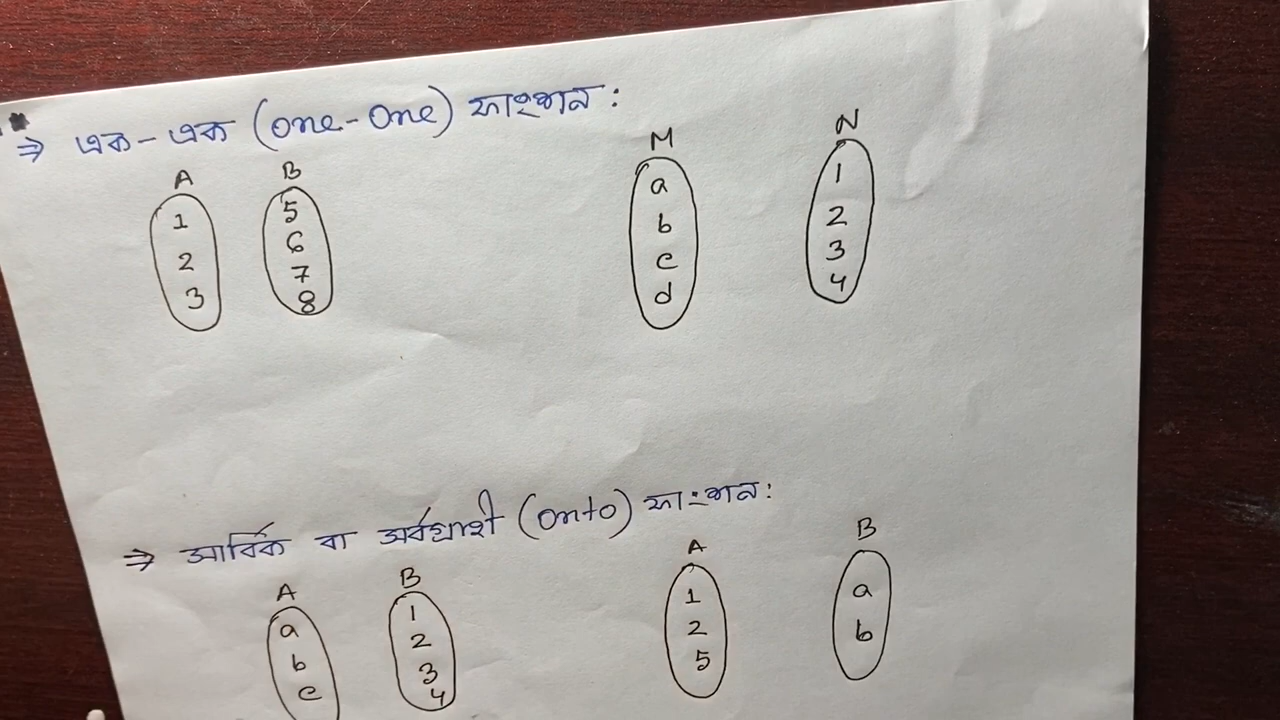 ⇒ এক-এক (one-one) ফাংশন:
A B M N
1 5 a 1
2 6 b 2
3 7 c 3
8 d 4
⇒ সার্বিক বা সর্বগ্রাহী (onto) ফাংশন:
A B A B
a 1 1 a
b 2 2 b
c 3 5
4